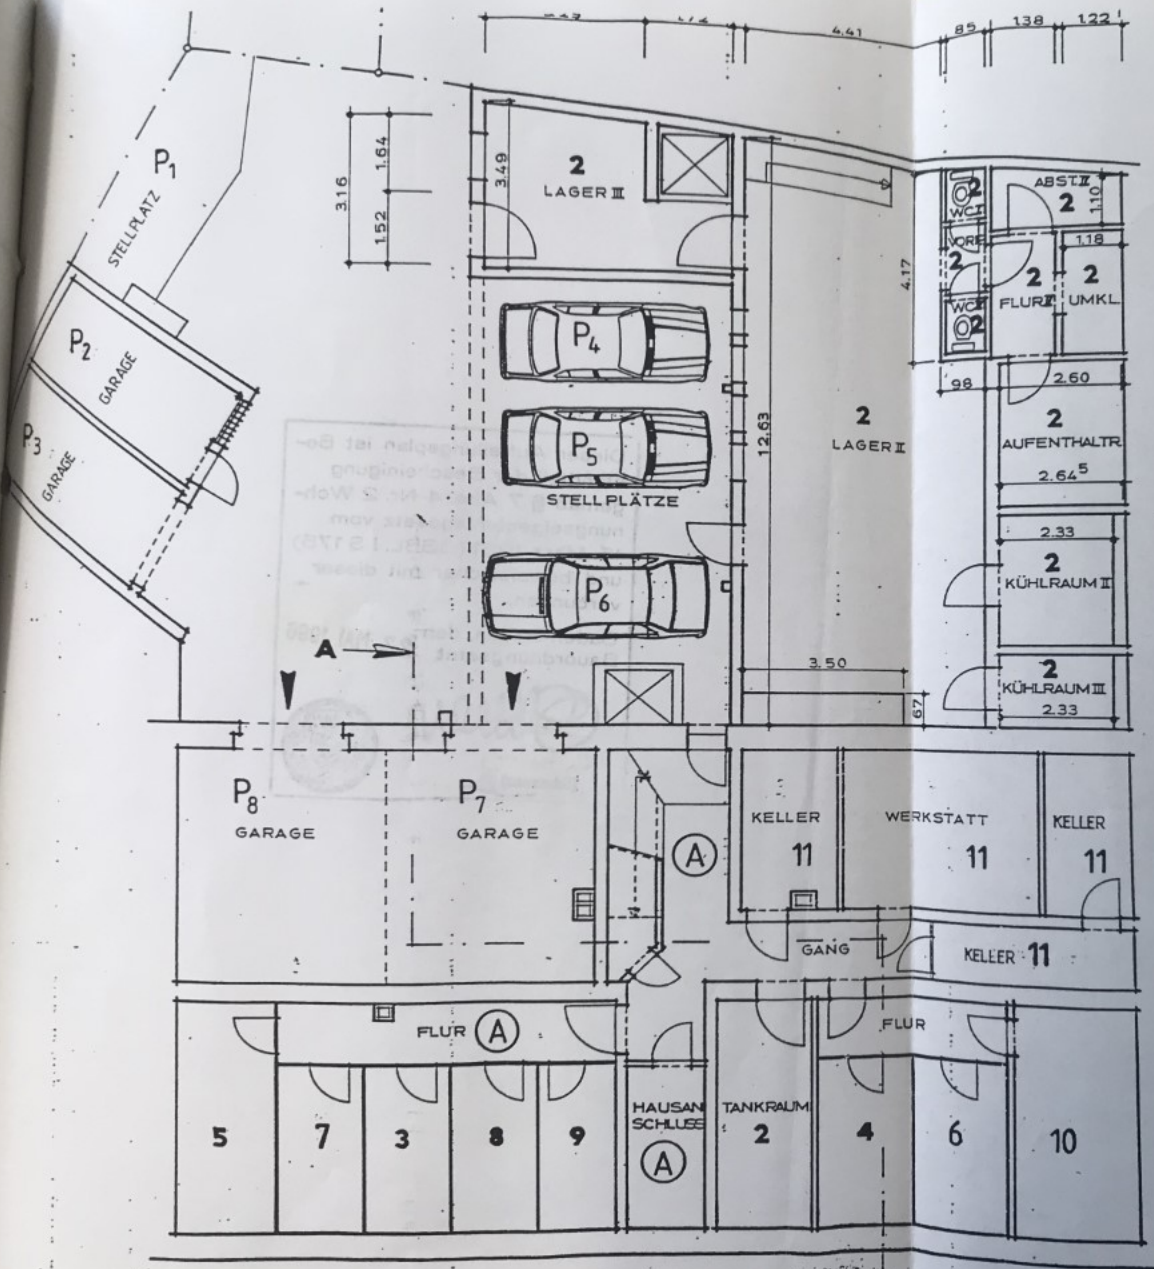 4.41
85
1.38
1.22
P1
STELLPLATZ
3.16
1.64
1.52
3.49
2
LAGER III
2
WC I
ABST. II
2
1.10
VORR.
2
4.17
2
FLUR II
1.18
2
UMKL.
WC II
2
P2
GARAGE
P3
GARAGE
P4
P5
STELLPLÄTZE
P6
12.63
2
LAGER II
98
2.60
2
AUFENTHALTR.
2.64⁵
2.33
2
KÜHLRAUM II
2
KÜHLRAUM III
2.33
3.50
67
A
P8
GARAGE
P7
GARAGE
A
KELLER
11
WERKSTATT
11
KELLER
11
GANG
KELLER 11
FLUR A
FLUR
5
7
3
8
9
HAUSAN
SCHLUSS
A
TANKRAUM
2
4
6
10